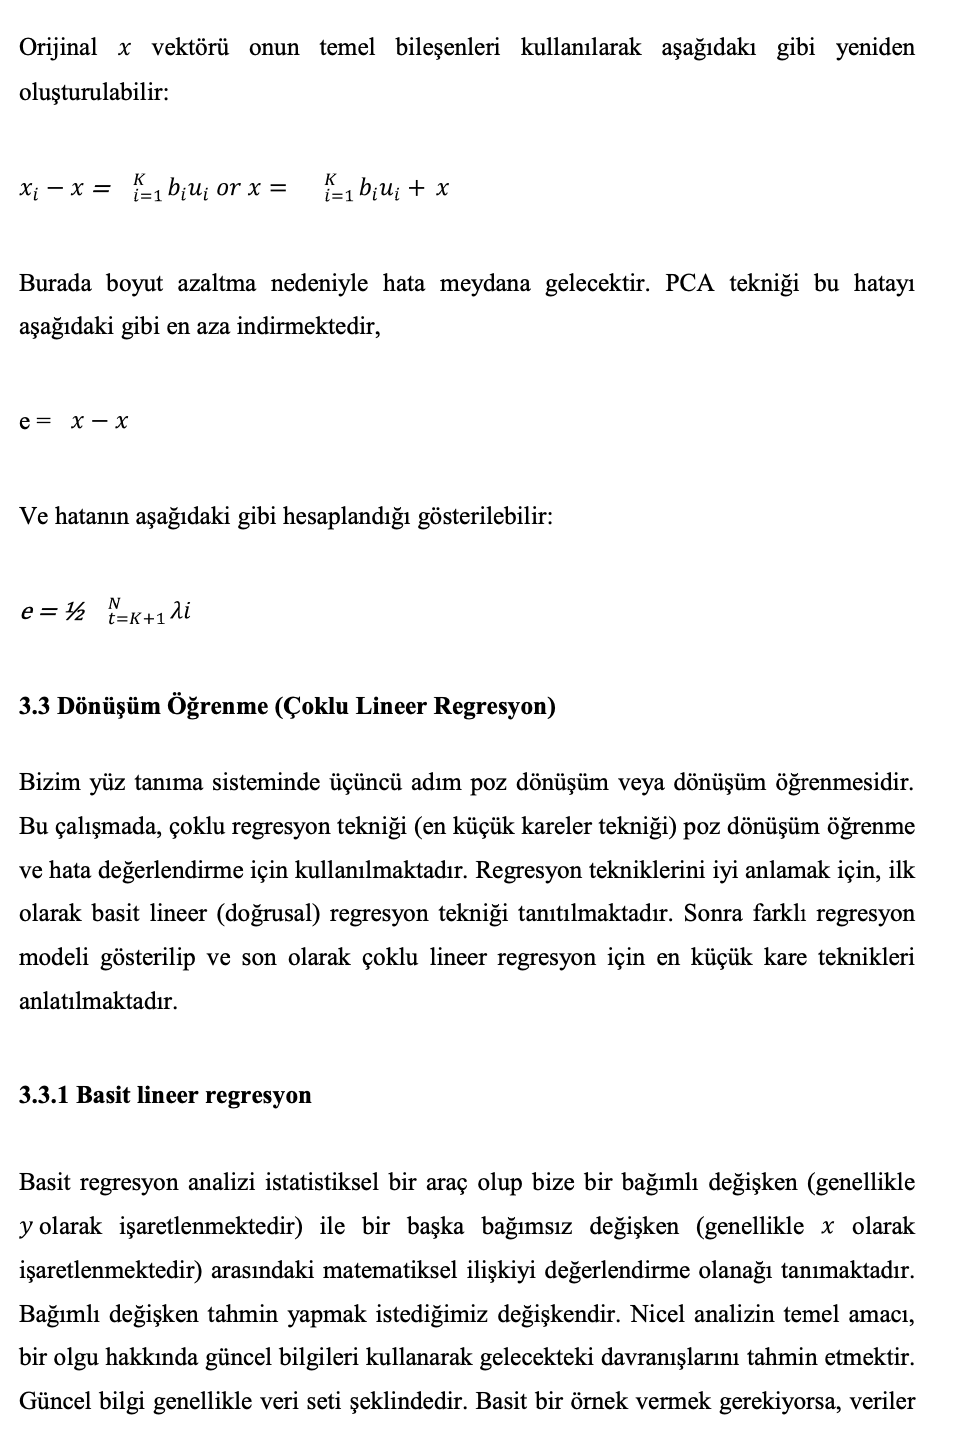 Orijinal x vektörü onun temel bileşenleri kullanılarak aşağıdakı gibi yeniden
oluşturulabilir:
x_i − x = ^K_{i=1} b_i u_i or x = ^K_{i=1} b_i u_i + x
Burada boyut azaltma nedeniyle hata meydana gelecektir. PCA tekniği bu hatayı
aşağıdaki gibi en aza indirmektedir,
e = x − x
Ve hatanın aşağıdaki gibi hesaplandığı gösterilebilir:
e = ½ ^N_{t=K+1} λi
3.3 Dönüşüm Öğrenme (Çoklu Lineer Regresyon)
Bizim yüz tanıma sisteminde üçüncü adım poz dönüşüm veya dönüşüm öğrenmesidir.
Bu çalışmada, çoklu regresyon tekniği (en küçük kareler tekniği) poz dönüşüm öğrenme
ve hata değerlendirme için kullanılmaktadır. Regresyon tekniklerini iyi anlamak için, ilk
olarak basit lineer (doğrusal) regresyon tekniği tanıtılmaktadır. Sonra farklı regresyon
modeli gösterilip ve son olarak çoklu lineer regresyon için en küçük kare teknikleri
anlatılmaktadır.
3.3.1 Basit lineer regresyon
Basit regresyon analizi istatistiksel bir araç olup bize bir bağımlı değişken (genellikle
y olarak işaretlenmektedir) ile bir başka bağımsız değişken (genellikle x olarak
işaretlenmektedir) arasındaki matematiksel ilişkiyi değerlendirme olanağı tanımaktadır.
Bağımlı değişken tahmin yapmak istediğimiz değişkendir. Nicel analizin temel amacı,
bir olgu hakkında güncel bilgileri kullanarak gelecekteki davranışlarını tahmin etmektir.
Güncel bilgi genellikle veri seti şeklindedir. Basit bir örnek vermek gerekiyorsa, veriler